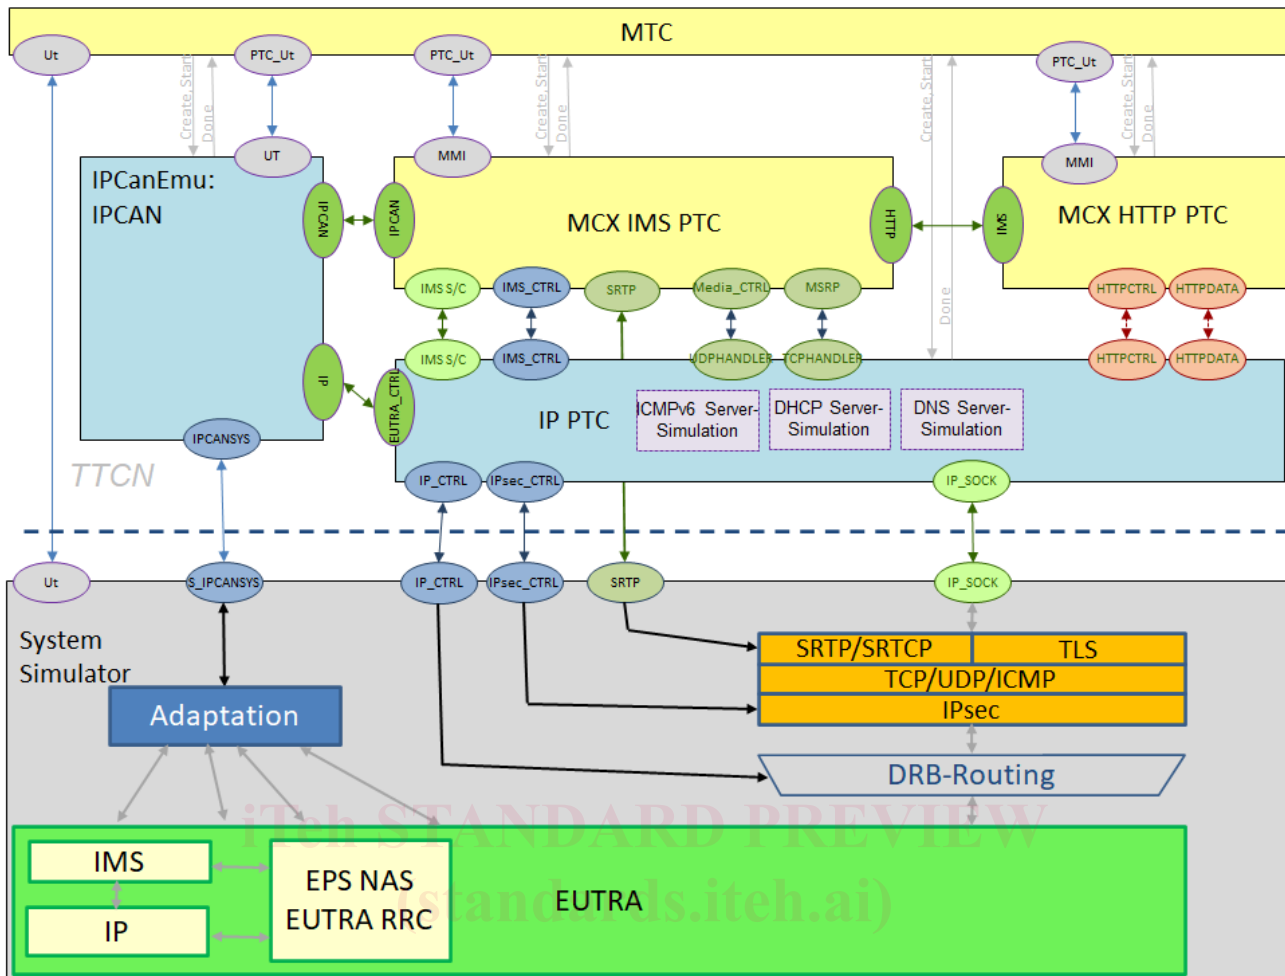 MTC
Ut
PTC_Ut
PTC_Ut
PTC_Ut
Create, Start
Done
Create, Start
Done
Create, Start
Done
Create, Start
Done
UT
MMI
MMI
IPCanEmu:
IPCAN
IPCAN
IPCAN
MCX IMS PTC
HTTP
SMI
MCX HTTP PTC
IMS S/C
IMS_CTRL
SRTP
Media_CTRL
MSRP
HTTPCTRL
HTTPDATA
IMS S/C
IMS_CTRL
UDPHANDLER
TCPHANDLER
HTTPCTRL
HTTPDATA
IP
EUTRA_CTRL
IP PTC
ICMPv6 Server-
Simulation
DHCP Server-
Simulation
DNS Server-
Simulation
IPCANSYS
TTCN
IP_CTRL
IPsec_CTRL
IP_SOCK
Ut
S_IPCANSYS
IP_CTRL
IPsec_CTRL
SRTP
IP_SOCK
System
Simulator
SRTP/SRTCP
TLS
TCP/UDP/ICMP
IPsec
Adaptation
DRB-Routing
iTeh STANDARD PREVIEW
(standards.iteh.ai)
IMS
IP
EPS NAS
EUTRA RRC
EUTRA